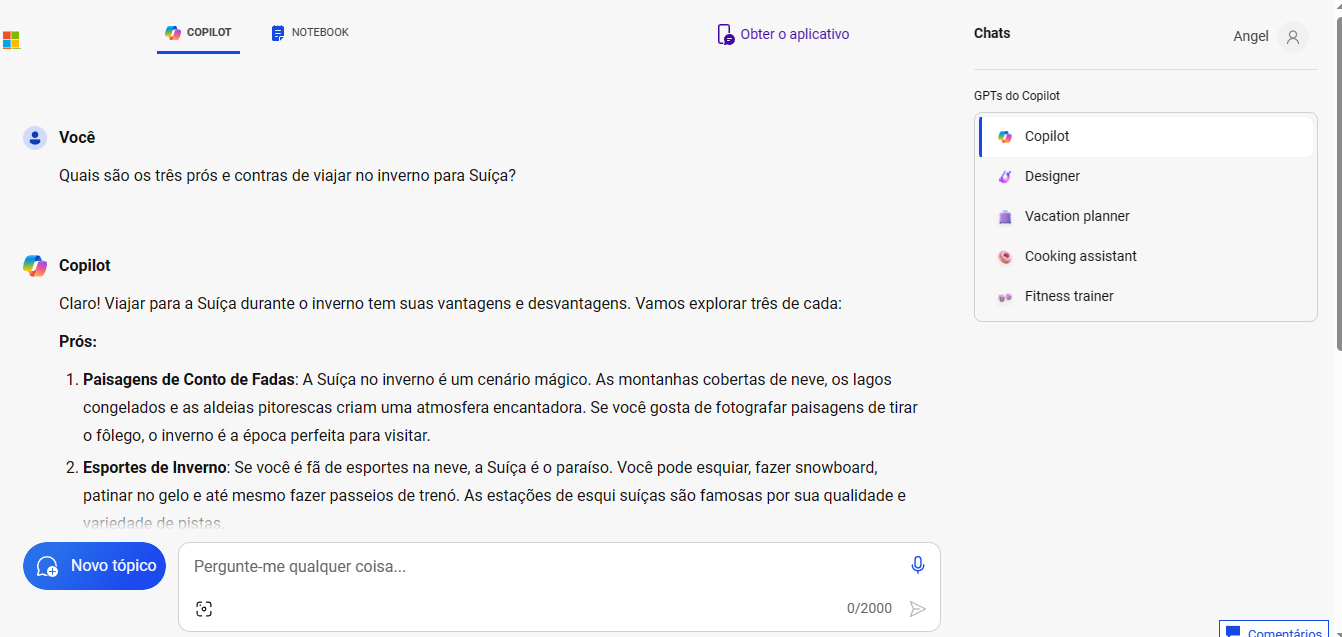 COPILOT
NOTEBOOK
Obter o aplicativo
Chats
Angel
GPTs do Copilot
Copilot
Designer
Vacation planner
Cooking assistant
Fitness trainer
Você
Quais são os três prós e contras de viajar no inverno para Suíça?
Copilot
Claro! Viajar para a Suíça durante o inverno tem suas vantagens e desvantagens. Vamos explorar três de cada:
Prós:
1. Paisagens de Conto de Fadas: A Suíça no inverno é um cenário mágico. As montanhas cobertas de neve, os lagos
congelados e as aldeias pitorescas criam uma atmosfera encantadora. Se você gosta de fotografar paisagens de tirar
o fôlego, o inverno é a época perfeita para visitar.
2. Esportes de Inverno: Se você é fã de esportes na neve, a Suíça é o paraíso. Você pode esquiar, fazer snowboard,
patinar no gelo e até mesmo fazer passeios de trenó. As estações de esqui suíças são famosas por sua qualidade e
variedade de pistas.
Novo tópico
Pergunte-me qualquer coisa...
0/2000
Comentários